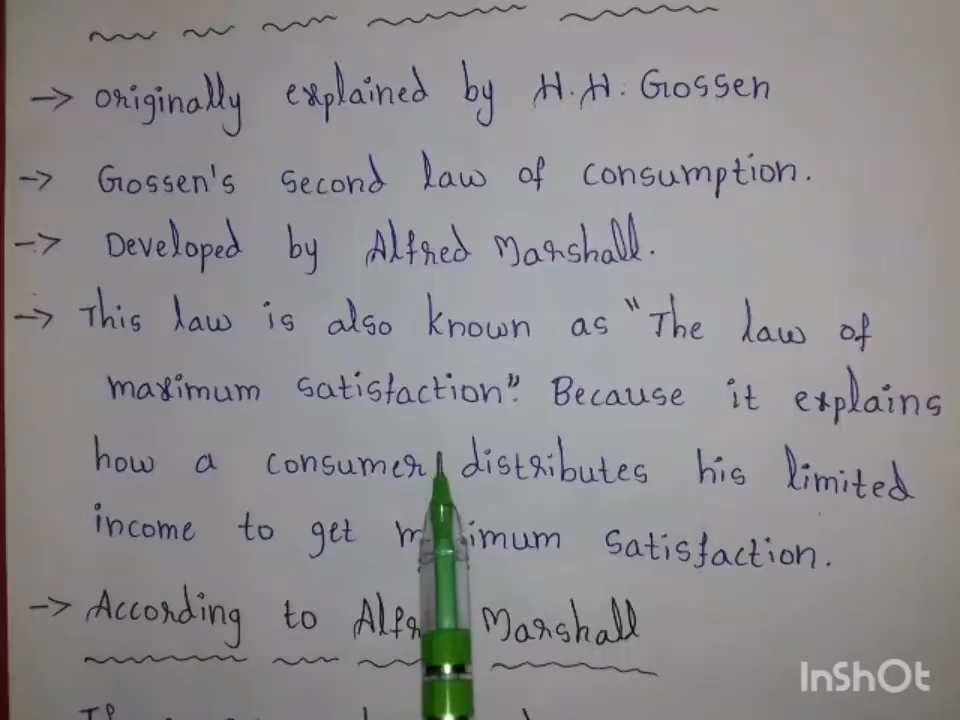 → Originally explained by H.H. Gossen
→ Gossen's second law of consumption.
→ Developed by Alfred Marshall.
→ This law is also known as "The law of
maximum satisfaction". Because it explains
how a consumer distributes his limited
income to get m imum satisfaction.
→ According to Alfr Marshall
InShOt